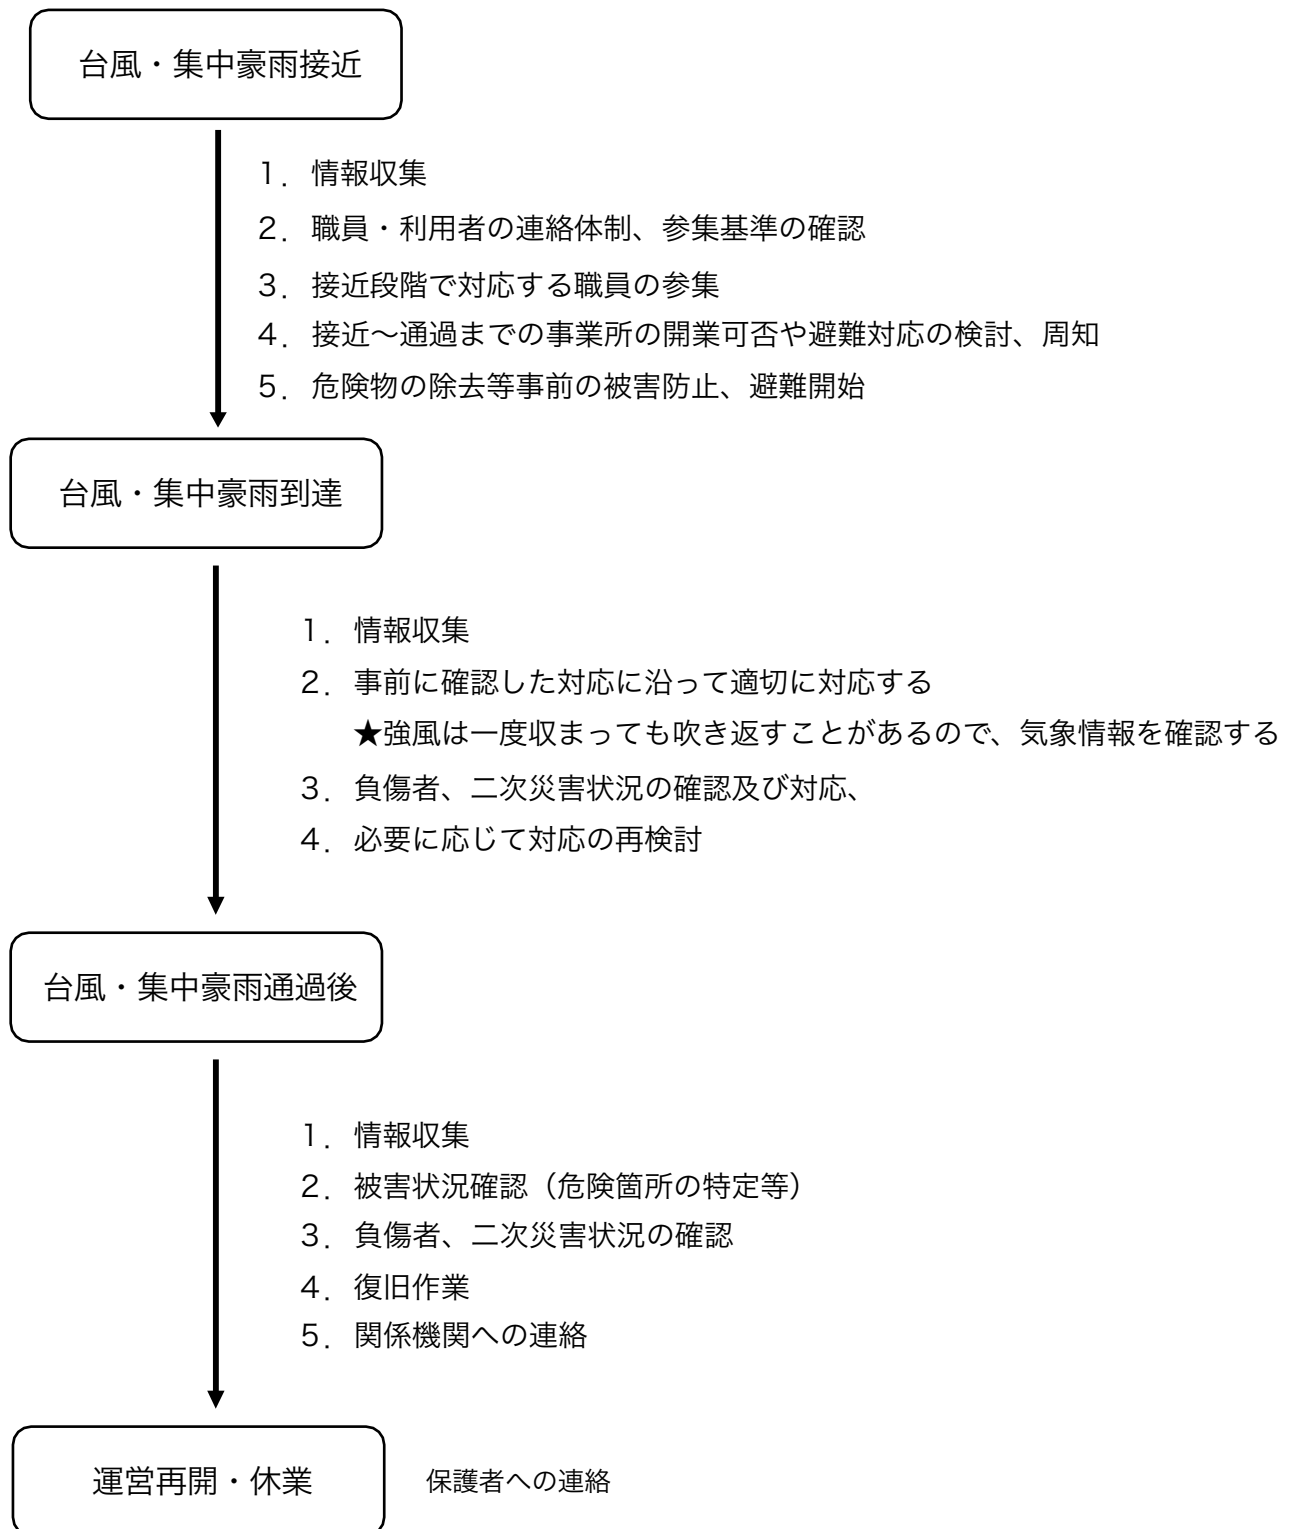 台風・集中豪雨接近
１．情報収集
２．職員・利用者の連絡体制、参集基準の確認
３．接近段階で対応する職員の参集
４．接近～通過までの事業所の開業可否や避難対応の検討、周知
５．危険物の除去等事前の被害防止、避難開始
台風・集中豪雨到達
１．情報収集
２．事前に確認した対応に沿って適切に対応する
★強風は一度収まっても吹き返すことがあるので、気象情報を確認する
３．負傷者、二次災害状況の確認及び対応、
４．必要に応じて対応の再検討
台風・集中豪雨通過後
１．情報収集
２．被害状況確認（危険箇所の特定等）
３．負傷者、二次災害状況の確認
４．復旧作業
５．関係機関への連絡
運営再開・休業
保護者への連絡